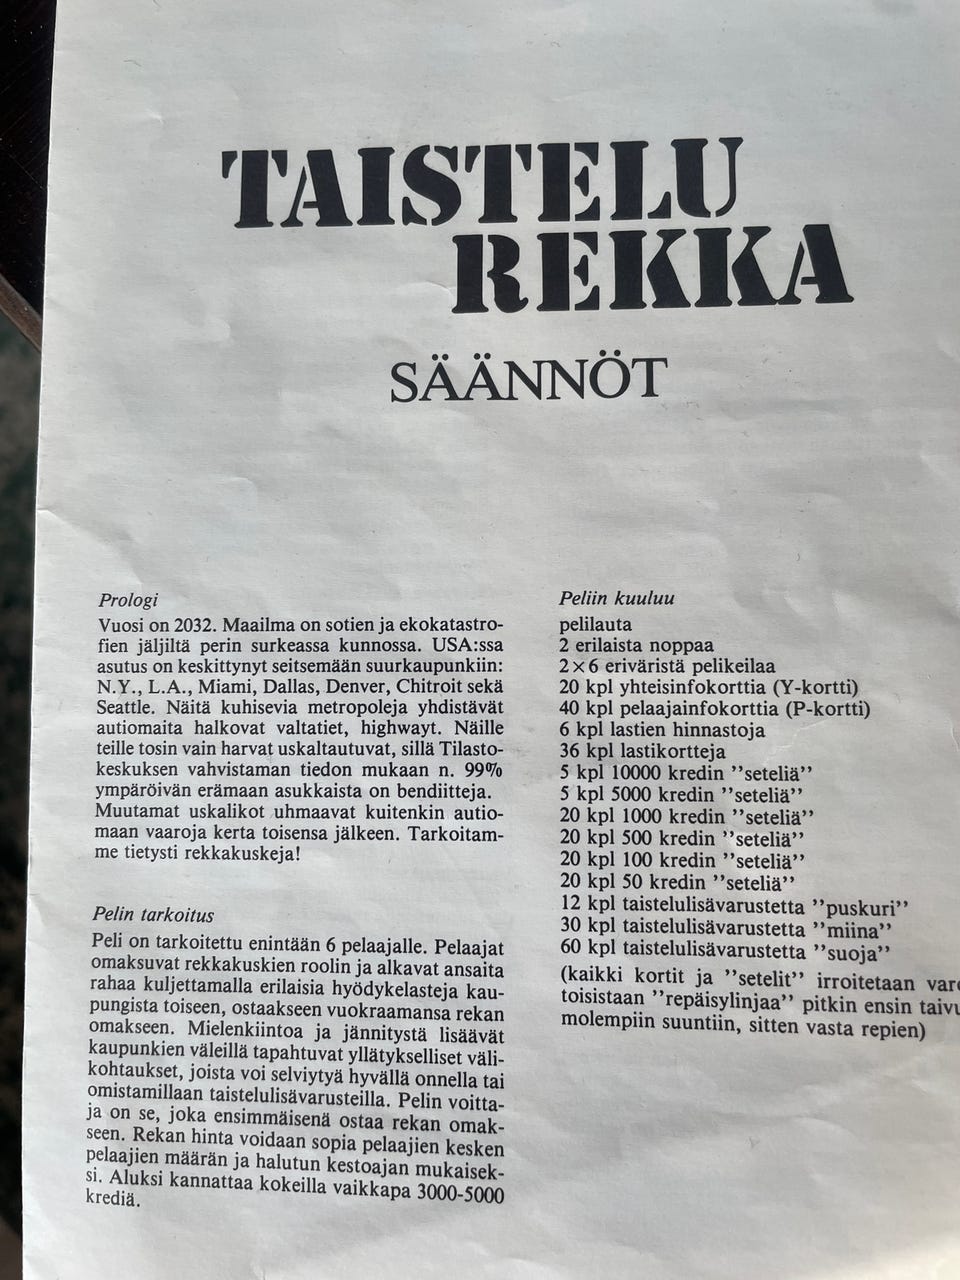 TAISTELU
REKKA
SÄÄNNÖT
Prologi
Vuosi on 2032. Maailma on sotien ja ekokatastro-
fien jäljiltä perin surkeassa kunnossa. USA:ssa
asutus on keskittynyt seitsemään suurkaupunkiin:
N.Y., L.A., Miami, Dallas, Denver, Chitroit sekä
Seattle. Näitä kuhisevia metropoleja yhdistävät
autiomaita halkovat valtatiet, highwayt. Näille
teille tosin vain harvat uskaltautuvat, sillä Tilasto-
keskuksen vahvistaman tiedon mukaan n. 99%
ympäröivän erämaan asukkaista on bendiitteja.
Muutamat uskalikot uhmaavat kuitenkin autio-
maan vaaroja kerta toisensa jälkeen. Tarkoitam-
me tietysti rekkakuskeja!
Pelin tarkoitus
Peli on tarkoitettu enintään 6 pelaajalle. Pelaajat
omaksuvat rekkakuskien roolin ja alkavat ansaita
rahaa kuljettamalla erilaisia hyödykelasteja kau-
pungista toiseen, ostaakseen vuokraamansa rekan
omakseen. Mielenkiintoa ja jännitystä lisäävät
kaupunkien väleillä tapahtuvat yllätykselliset väli-
kohtaukset, joista voi selviytyä hyvällä onnella tai
omistamillaan taistelulisävarusteilla. Pelin voitta-
ja on se, joka ensimmäisenä ostaa rekan omak-
seen. Rekan hinta voidaan sopia pelaajien kesken
pelaajien määrän ja halutun kestoajan mukaisek-
si. Aluksi kannattaa kokeilla vaikkapa 3000-5000
krediä.
Peliin kuuluu
pelilauta
2 erilaista noppaa
2×6 eriväristä pelikeilaa
20 kpl yhteisinfokorttia (Y-kortti)
40 kpl pelaajainfokorttia (P-kortti)
6 kpl lastien hinnastoja
36 kpl lastikortteja
5 kpl 10000 kredin ”seteliä”
5 kpl 5000 kredin ”seteliä”
20 kpl 1000 kredin ”seteliä”
20 kpl 500 kredin ”seteliä”
20 kpl 100 kredin ”seteliä”
20 kpl 50 kredin ”seteliä”
12 kpl taistelulisävarustetta ”puskuri”
30 kpl taistelulisävarustetta ”miina”
60 kpl taistelulisävarustetta ”suoja”
(kaikki kortit ja ”setelit” irroitetaan
toisistaan ”repäisylinjaa” pitkin ensin
molempiin suuntiin, sitten vasta repien)